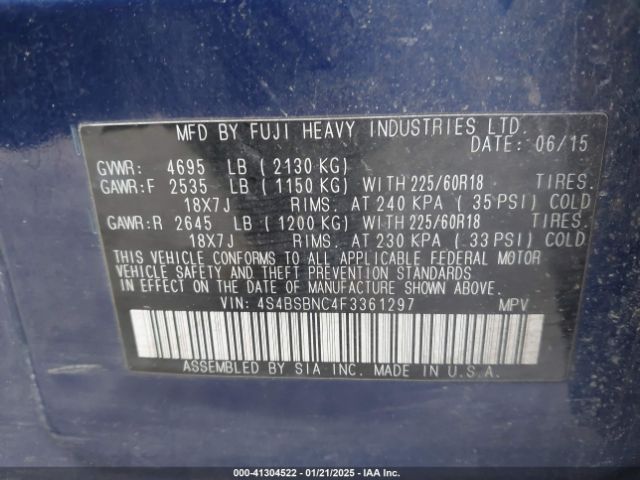 MFD BY FUJI HEAVY INDUSTRIES LTD.
DATE: 06/15
GVWR: 4695 LB ( 2130 KG)
GAWR:F 2535 LB ( 1150 KG) WITH 225/60R18 TIRES.
18X7J RIMS. AT 240 KPA ( 35 PSI) COLD
GAWR:R 2645 LB ( 1200 KG) WITH 225/60R18 TIRES.
18X7J RIMS. AT 230 KPA ( 33 PSI) COLD
THIS VEHICLE CONFORMS TO ALL APPLICABLE FEDERAL MOTOR
VEHICLE SAFETY AND THEFT PREVENTION STANDARDS
IN EFFECT ON THE DATE OF MANUFACTURE SHOWN ABOVE.
VIN: 4S4BSBNC4F3361297 MPV
ASSEMBLED BY SIA INC. MADE IN U.S.A.
000-41304522 - 01/21/2025 - IAAI.COM